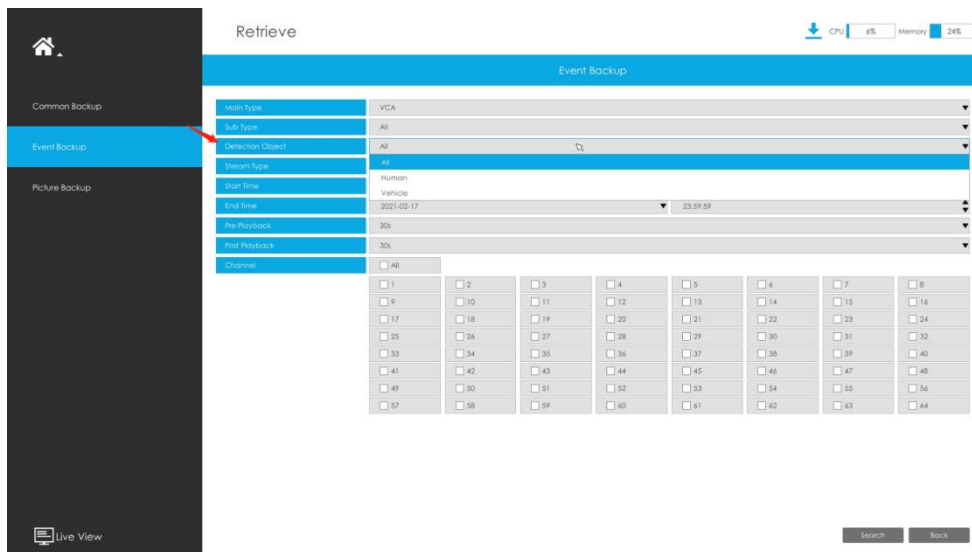 Retrieve
CPU 6% Memory 24%
Event Backup
Common Backup
Event Backup
Picture Backup
Main Type VCA
Sub Type All
Detection Object All
Stream Type All
Start Time Human
Vehicle
End Time 2021-02-17 23:59:59
Pre Playback 30s
Post Playback 30s
Channel All
1 2 3 4 5 6 7 8
9 10 11 12 13 14 15 16
17 18 19 20 21 22 23 24
25 26 27 28 29 30 31 32
33 34 35 36 37 38 39 40
41 42 43 44 45 46 47 48
49 50 51 52 53 54 55 56
57 58 59 60 61 62 63 64
Live View
Search Back